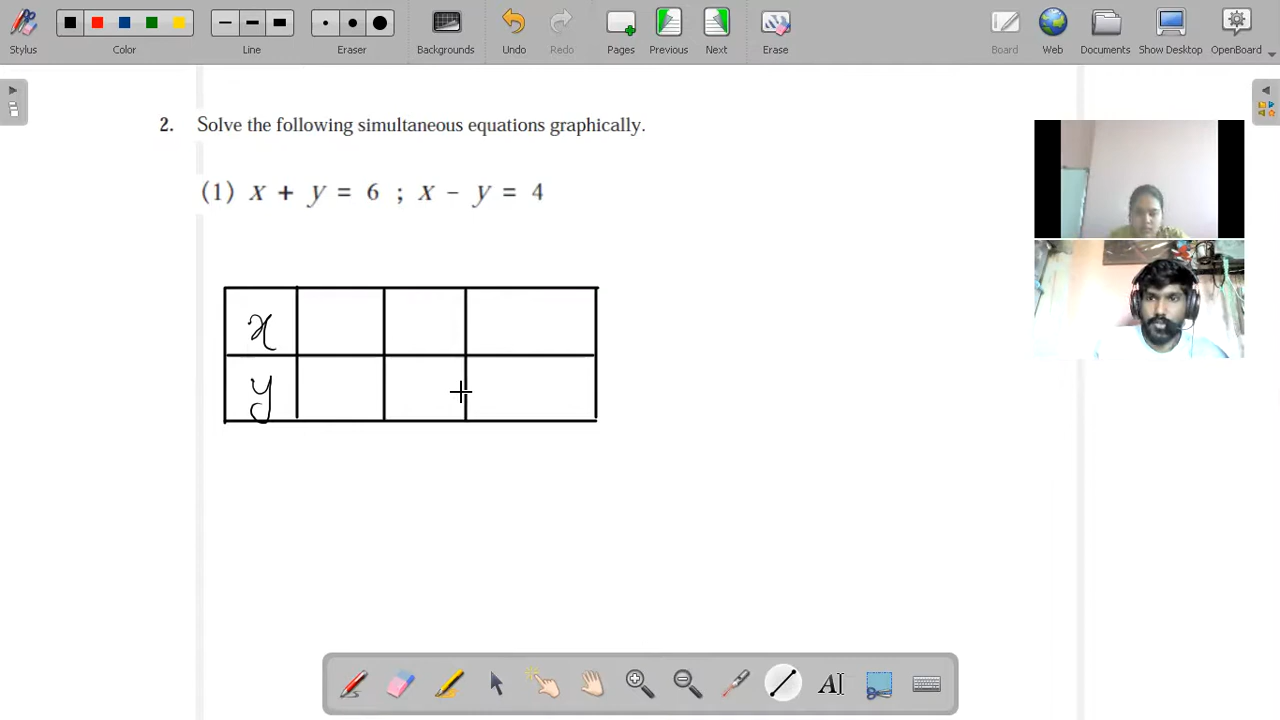 Stylus Color Line Eraser Backgrounds Undo Redo Pages Previous Next Erase Board Web Documents Show Desktop OpenBoard
2. Solve the following simultaneous equations graphically.
(1) x + y = 6 ; x - y = 4
x
y
AI